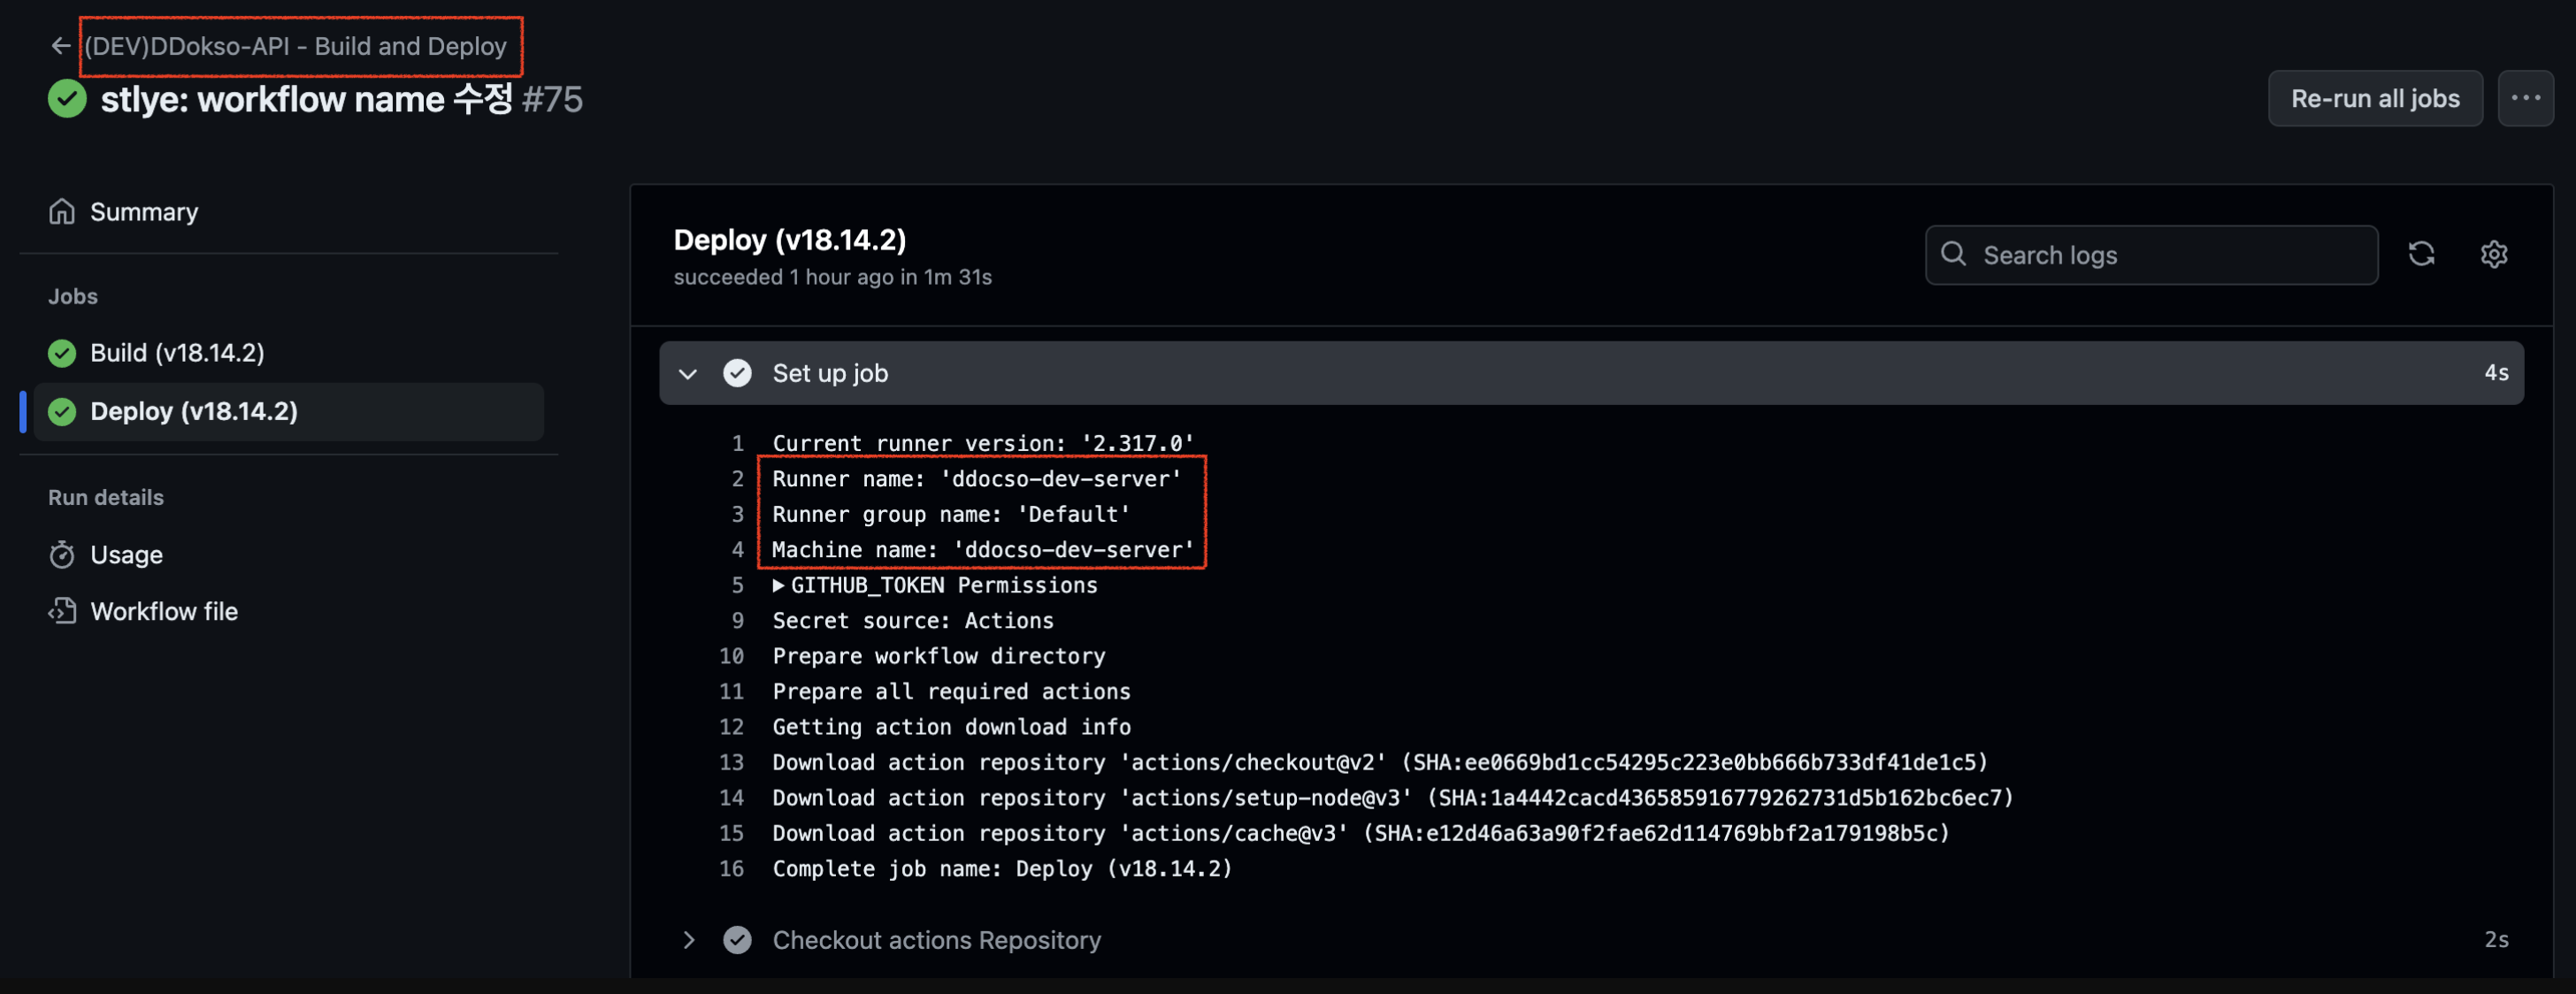 (DEV)DDokso-API - Build and Deploy
stlye: workflow name 수정 #75
Re-run all jobs
Summary
Jobs
Build (v18.14.2)
Deploy (v18.14.2)
Run details
Usage
Workflow file
Deploy (v18.14.2)
succeeded 1 hour ago in 1m 31s
Search logs
Set up job 4s
1 Current runner version: '2.317.0'
2 Runner name: 'ddocso-dev-server'
3 Runner group name: 'Default'
4 Machine name: 'ddocso-dev-server'
5 GITHUB_TOKEN Permissions
9 Secret source: Actions
10 Prepare workflow directory
11 Prepare all required actions
12 Getting action download info
13 Download action repository 'actions/checkout@v2' (SHA:ee0669bd1cc54295c223e0bb666b733df41de1c5)
14 Download action repository 'actions/setup-node@v3' (SHA:1a4442cacd436585916779262731d5b162bc6ec7)
15 Download action repository 'actions/cache@v3' (SHA:e12d46a63a90f2fae62d114769bbf2a179198b5c)
16 Complete job name: Deploy (v18.14.2)
Checkout actions Repository 2s